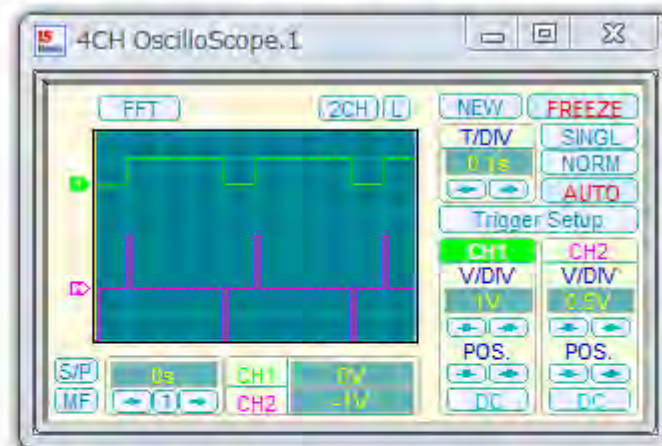 4CH OscilloScope.1
FFT 2CH L NEW FREEZE
T/DIV SINGL
0.1s NORM
AUTO
Trigger Setup
CH1 CH2
V/DIV V/DIV
1V 0.5V
POS. POS.
S/P 0s CH1 0V
MF 1 CH2 -1V
DC DC